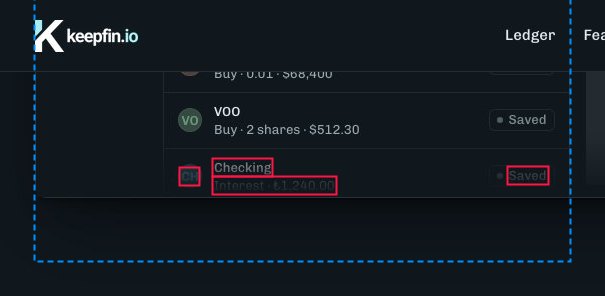 keepfin.io
Ledger
Fea
Buy · 0.01 · $68,400
VO
VOO
Buy · 2 shares · $512.30
Saved
CH
Checking
Interest · ₺1,240.00
Saved